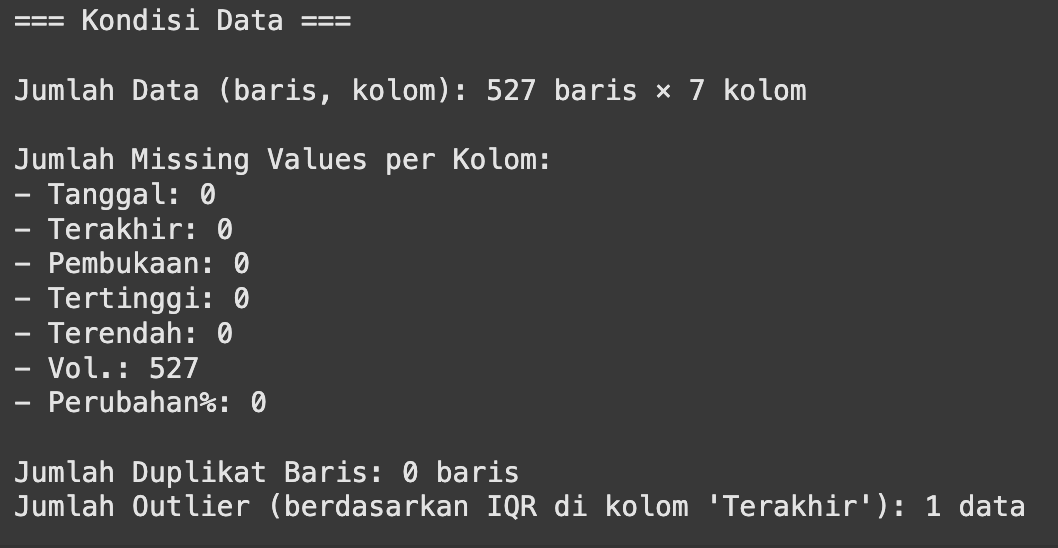 === Kondisi Data ===
Jumlah Data (baris, kolom): 527 baris × 7 kolom
Jumlah Missing Values per Kolom:
- Tanggal: 0
- Terakhir: 0
- Pembukaan: 0
- Tertinggi: 0
- Terendah: 0
- Vol.: 527
- Perubahan%: 0
Jumlah Duplikat Baris: 0 baris
Jumlah Outlier (berdasarkan IQR di kolom 'Terakhir'): 1 data